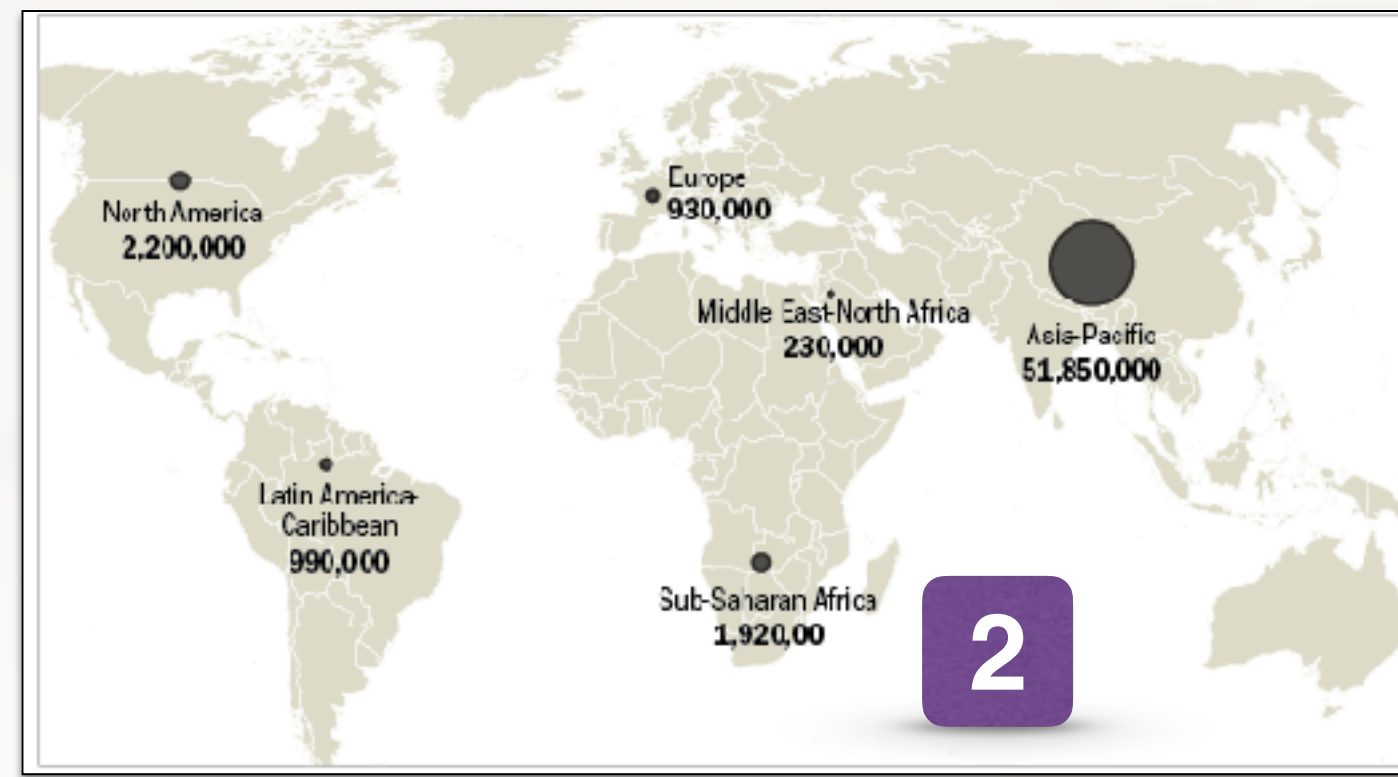 North America
2,200,000
Europe
930,000
Middle East-North Africa
230,000
Asia-Pacific
51,850,000
Latin America-
Caribbean
990,000
Sub-Saharan Africa
1,920,00
2